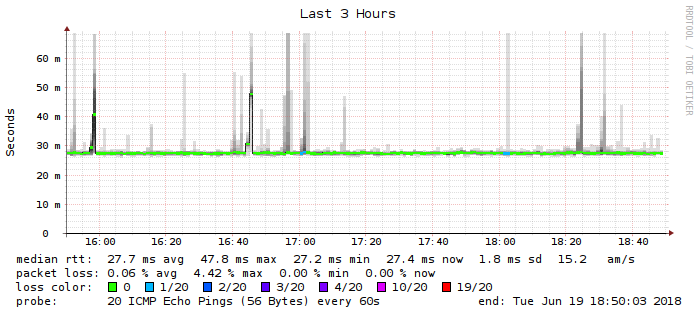 Last 3 Hours
RRDTOOL / TOBI OETIKER
Seconds
60 m
50 m
40 m
30 m
20 m
10 m
0
16:00 16:20 16:40 17:00 17:20 17:40 18:00 18:20 18:40
median rtt: 27.7 ms avg 47.8 ms max 27.2 ms min 27.4 ms now 1.8 ms sd 15.2 am/s
packet loss: 0.06 % avg 4.42 % max 0.00 % min 0.00 % now
loss color: 0 1/20 2/20 3/20 4/20 10/20 19/20
probe: 20 ICMP Echo Pings (56 Bytes) every 60s end: Tue Jun 19 18:50:03 2018